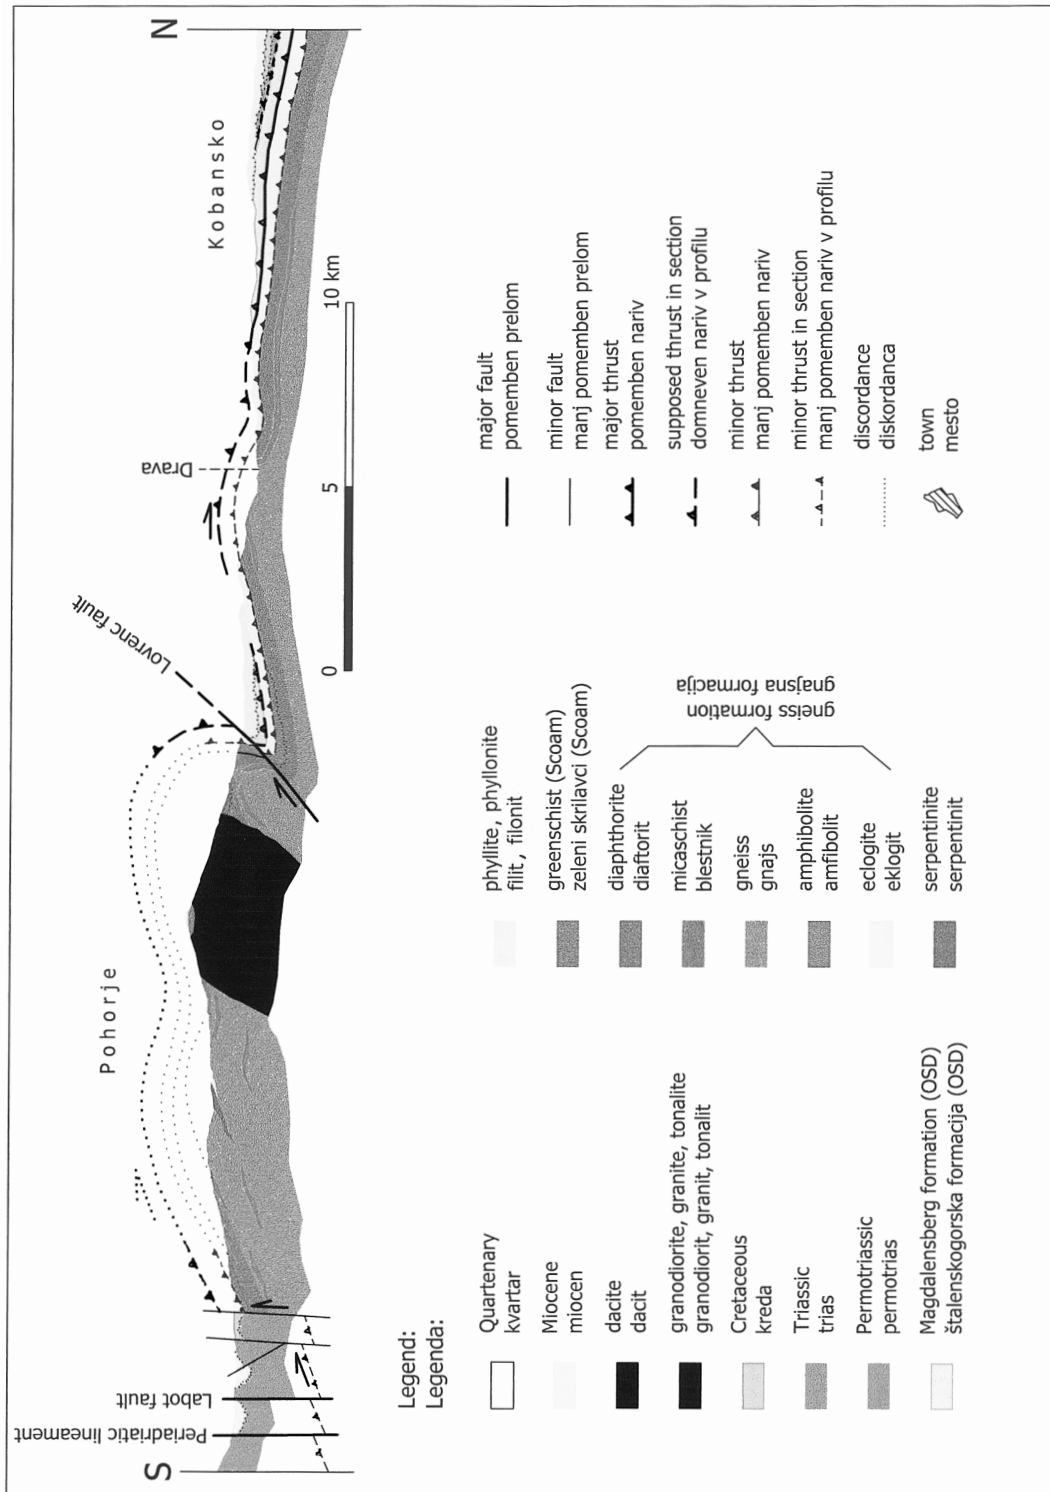 S
N
Pohorje
Kobansko
Periadriatic lineament
Labot fault
Lovrenc fault
Drava
0
5
10 km
Legend:
Legenda:
Quartenary
kvartar
Miocene
miocen
dacite
dacit
granodiorite, granite, tonalite
granodiorit, granit, tonalit
Cretaceous
kreda
Triassic
trias
Permotriassic
permotrias
Magdalensberg formation (OSD)
štalenskogorska formacija (OSD)
phyllite, phyllonite
filit, filonit
greenschist (Scoam)
zeleni skrilavci (Scoam)
diaphthorite
diaftorit
micaschist
blestnik
gneiss
gnajs
amphibolite
amfibolit
eclogite
eklogit
serpentinite
serpentinit
gneiss formation
gnajsna formacija
major fault
pomemben prelom
minor fault
manj pomemben prelom
major thrust
pomemben nariv
supposed thrust in section
domneven nariv v profilu
minor thrust
manj pomemben nariv
minor thrust in section
manj pomemben nariv v profilu
discordance
diskordanca
town
mesto